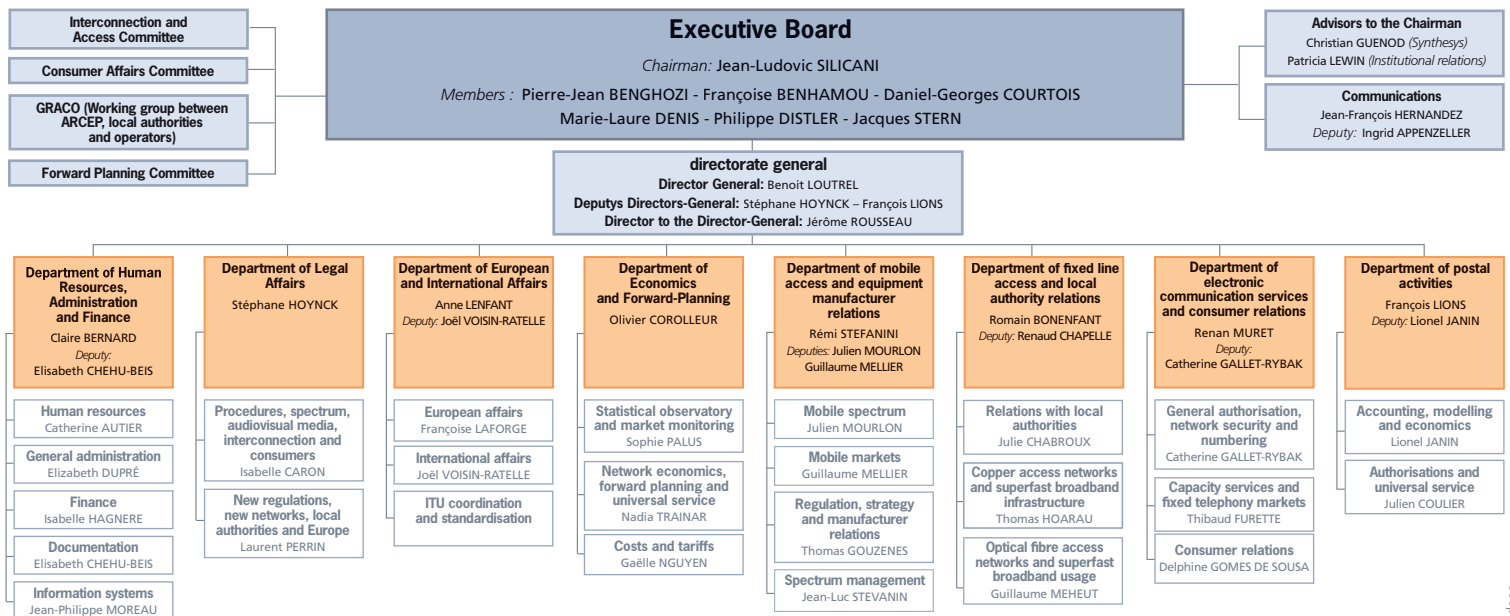 Interconnection and
Access Committee
Consumer Affairs Committee
GRACO (Working group between
ARCEP, local authorities
and operators)
Forward Planning Committee
Executive Board
Chairman: Jean-Ludovic SILICANI
Members : Pierre-Jean BENGHOZI - Françoise BENHAMOU - Daniel-Georges COURTOIS
Marie-Laure DENIS - Philippe DISTLER - Jacques STERN
Advisors to the Chairman
Christian GUENOD (Synthesys)
Patricia LEWIN (Institutional relations)
Communications
Jean-François HERNANDEZ
Deputy: Ingrid APPENZELLER
directorate general
Director General: Benoit LOUTREL
Deputys Directors-General: Stéphane HOYNCK – François LIONS
Director to the Director-General: Jérôme ROUSSEAU
Department of Human
Resources,
Administration
and Finance
Claire BERNARD
Deputy:
Elisabeth CHEHU-BEIS
Human resources
Catherine AUTIER
General administration
Elizabeth DUPRÉ
Finance
Isabelle HAGNERE
Documentation
Elisabeth CHEHU-BEIS
Information systems
Jean-Philippe MOREAU
Department of Legal
Affairs
Stéphane HOYNCK
Procedures, spectrum,
audiovisual media,
interconnection and
consumers
Isabelle CARON
New regulations,
new networks, local
authorities and Europe
Laurent PERRIN
Department of European
and International Affairs
Anne LENFANT
Deputy: Joël VOISIN-RATELLE
European affairs
Françoise LAFORGE
International affairs
Joël VOISIN-RATELLE
ITU coordination
and standardisation
Department of
Economics
and Forward-Planning
Olivier COROLLEUR
Statistical observatory
and market monitoring
Sophie PALUS
Network economics,
forward planning and
universal service
Nadia TRAINAR
Costs and tariffs
Gaëlle NGUYEN
Department of mobile
access and equipment
manufacturer
relations
Rémi STEFANINI
Deputies: Julien MOURLON
Guillaume MELLIER
Mobile spectrum
Julien MOURLON
Mobile markets
Guillaume MELLIER
Regulation, strategy
and manufacturer
relations
Thomas GOUZENES
Spectrum management
Jean-Luc STEVANIN
Department of fixed line
access and local
authority relations
Romain BONENFANT
Deputy: Renaud CHAPELLE
Relations with local
authorities
Julie CHABROUX
Copper access networks
and superfast broadband
infrastructure
Thomas HOARAU
Optical fibre access
networks and superfast
broadband usage
Guillaume MEHEUT
Department of
electronic
communication services
and consumer relations
Renan MURET
Deputy:
Catherine GALLET-RYBAK
General authorisation,
network security and
numbering
Catherine GALLET-RYBAK
Capacity services and
fixed telephony markets
Thibaud FURETTE
Consumer relations
Delphine GOMES DE SOUSA
Department of postal
activities
François LIONS
Deputy: Lionel JANIN
Accounting, modelling
and economics
Lionel JANIN
Authorisations and
universal service
Julien COULIER